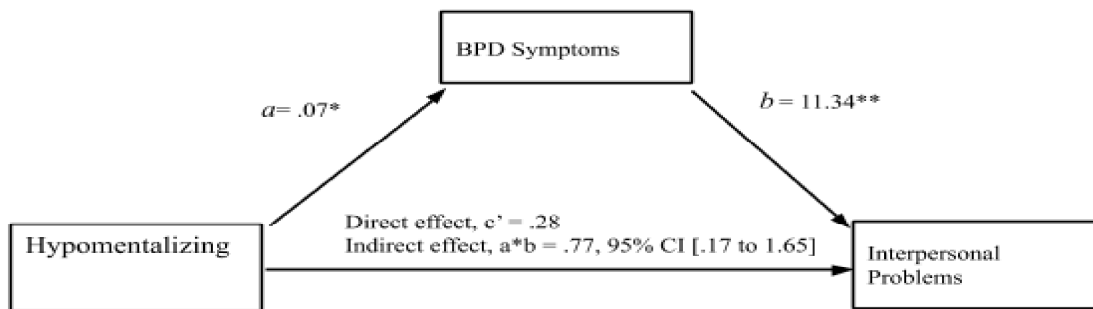 BPD Symptoms
a= .07*
b = 11.34**
Direct effect, c’ = .28
Indirect effect, a*b = .77, 95% CI [.17 to 1.65]
Hypomentalizing
Interpersonal
Problems